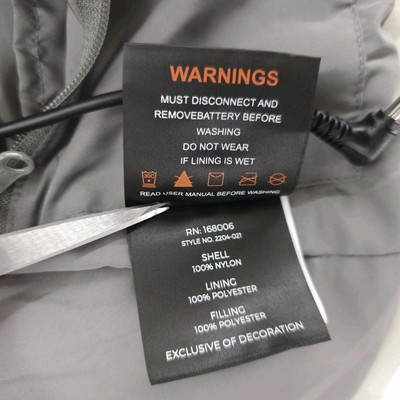 WARNINGS
MUST DISCONNECT AND
REMOVEBATTERY BEFORE
WASHING
DO NOT WEAR
IF LINING IS WET
READ USER MANUAL BEFORE WASHING
RN: 168006
STYLE NO. 2204-021
SHELL
100% NYLON
LINING
100% POLYESTER
FILLING
100% POLYESTER
EXCLUSIVE OF DECORATION